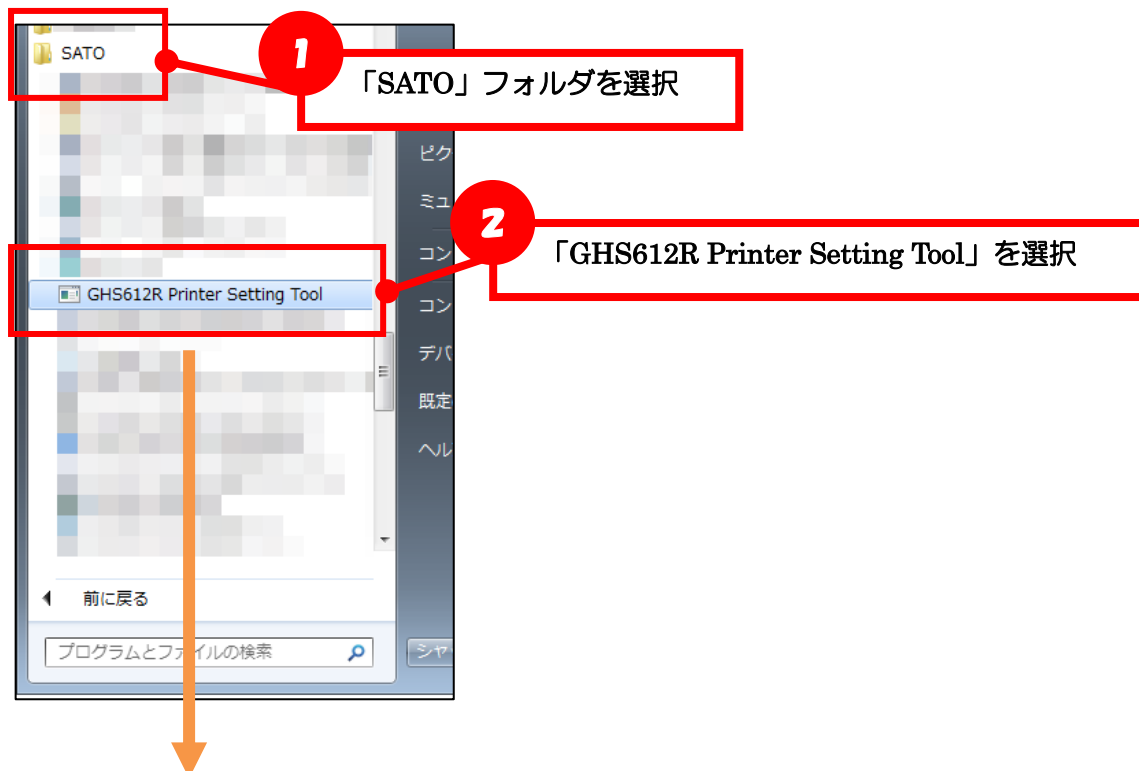 SATO
1
「SATO」フォルダを選択
ピク
ミュ
2
コン
「GHS612R Printer Setting Tool」を選択
GHS612R Printer Setting Tool
コン
デバ
既定
ヘル
前に戻る
プログラムとファイルの検索
シャ